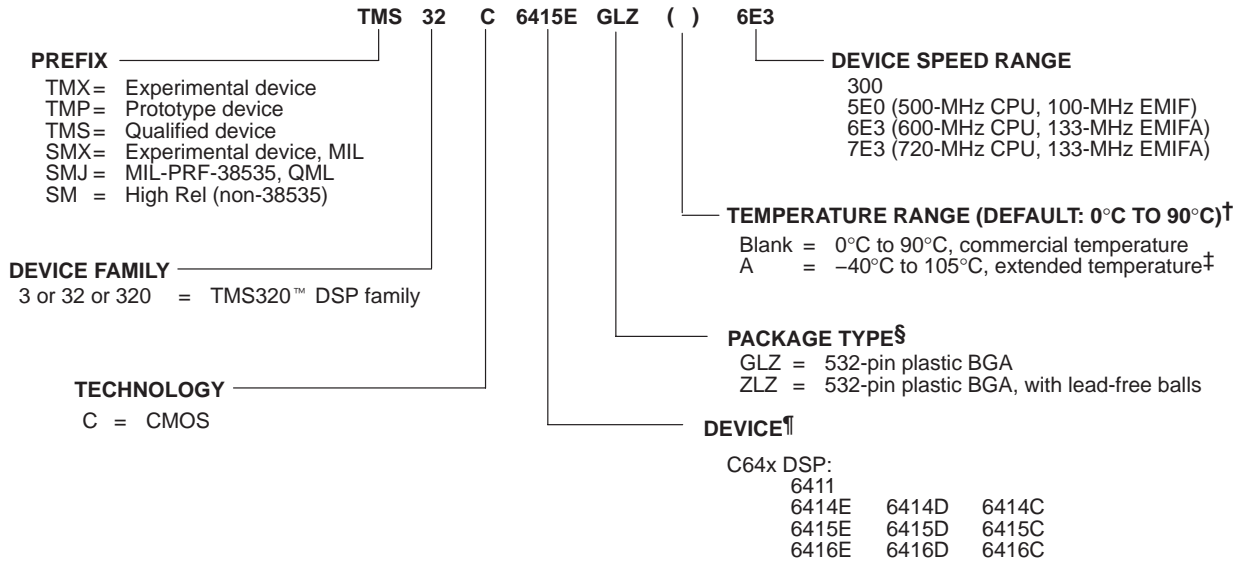 TMS 32 C 6415E GLZ ( ) 6E3
PREFIX
TMX= Experimental device
TMP= Prototype device
TMS= Qualified device
SMX= Experimental device, MIL
SMJ = MIL-PRF-38535, QML
SM = High Rel (non-38535)
DEVICE SPEED RANGE
300
5E0 (500-MHz CPU, 100-MHz EMIF)
6E3 (600-MHz CPU, 133-MHz EMIFA)
7E3 (720-MHz CPU, 133-MHz EMIFA)
TEMPERATURE RANGE (DEFAULT: 0°C TO 90°C)†
Blank = 0°C to 90°C, commercial temperature
A = −40°C to 105°C, extended temperature‡
DEVICE FAMILY
3 or 32 or 320 = TMS320™ DSP family
PACKAGE TYPE§
GLZ = 532-pin plastic BGA
ZLZ = 532-pin plastic BGA, with lead-free balls
TECHNOLOGY
C = CMOS
DEVICE¶
C64x DSP:
6411
6414E 6414D 6414C
6415E 6415D 6415C
6416E 6416D 6416C